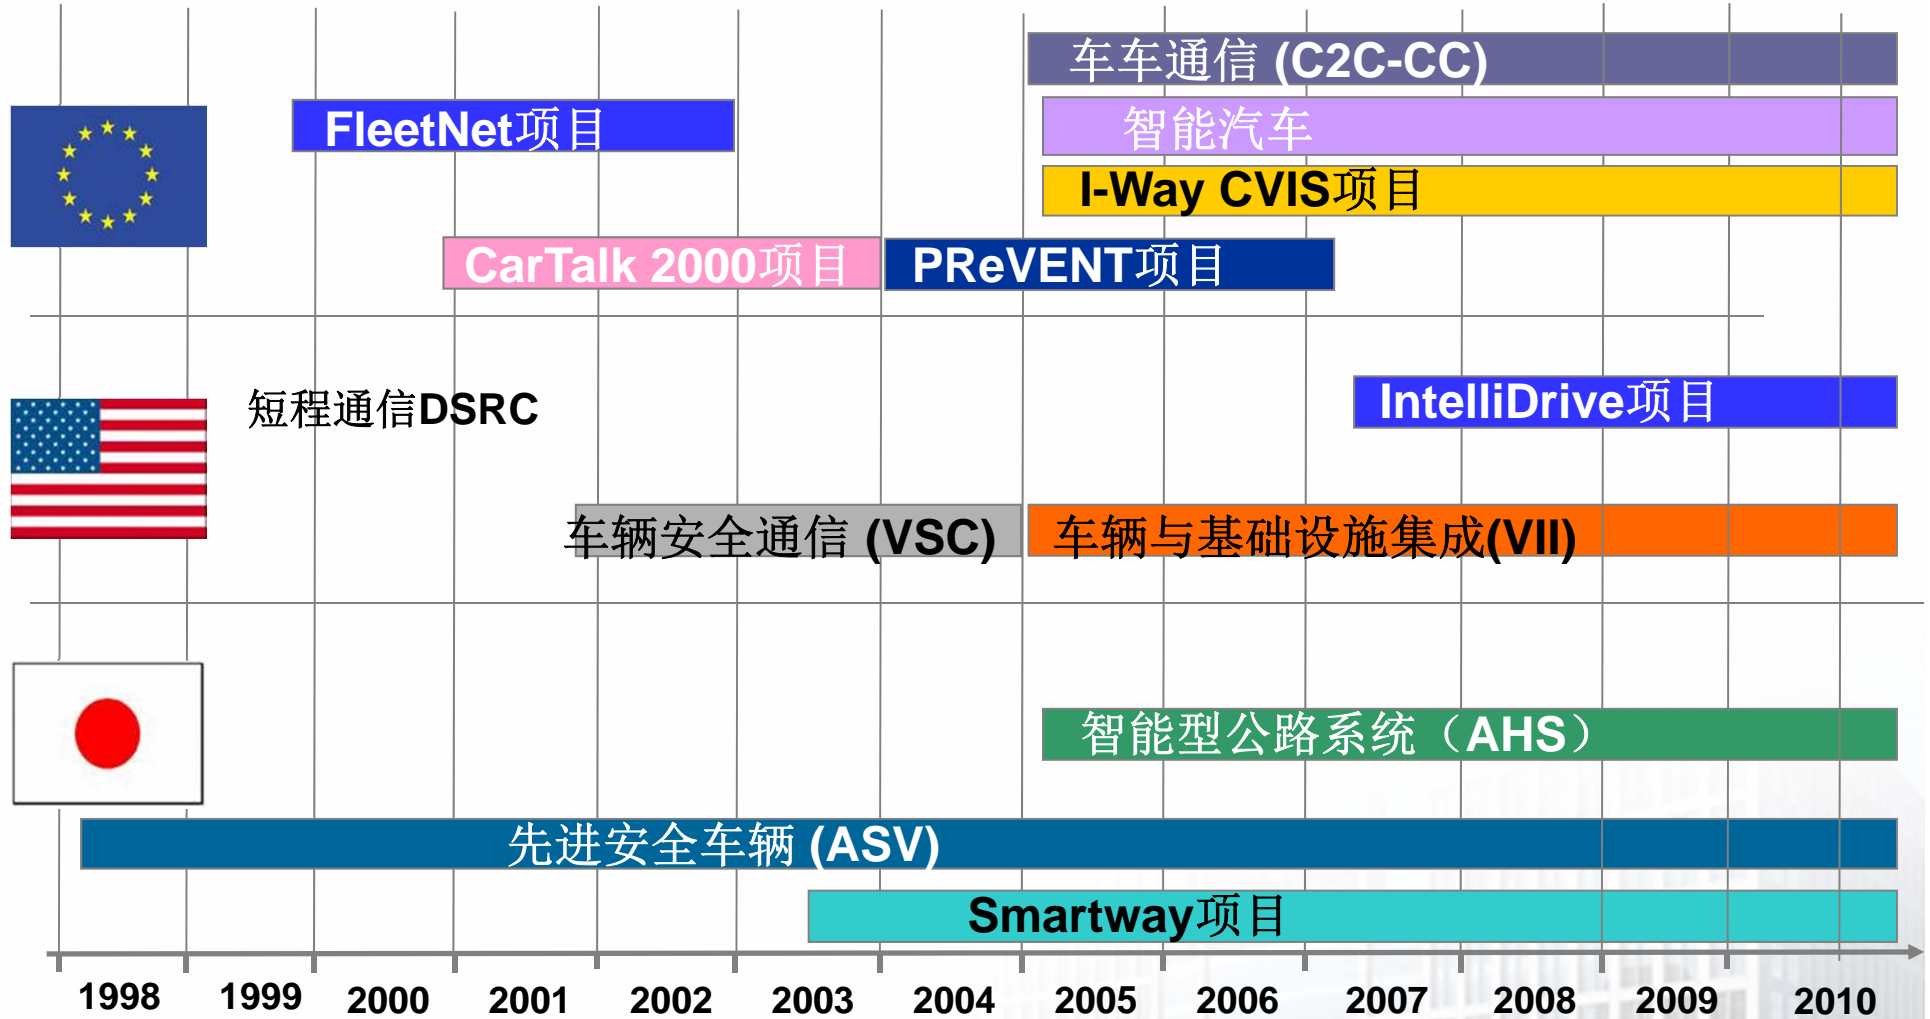 车车通信 (C2C-CC)
FleetNet项目
智能汽车
I-Way CVIS项目
CarTalk 2000项目
PReVENT项目
短程通信DSRC
IntelliDrive项目
车辆安全通信 (VSC)
车辆与基础设施集成(VII)
智能型公路系统（AHS）
先进安全车辆 (ASV)
Smartway项目
1998
1999
2000
2001
2002
2003
2004
2005
2006
2007
2008
2009
2010